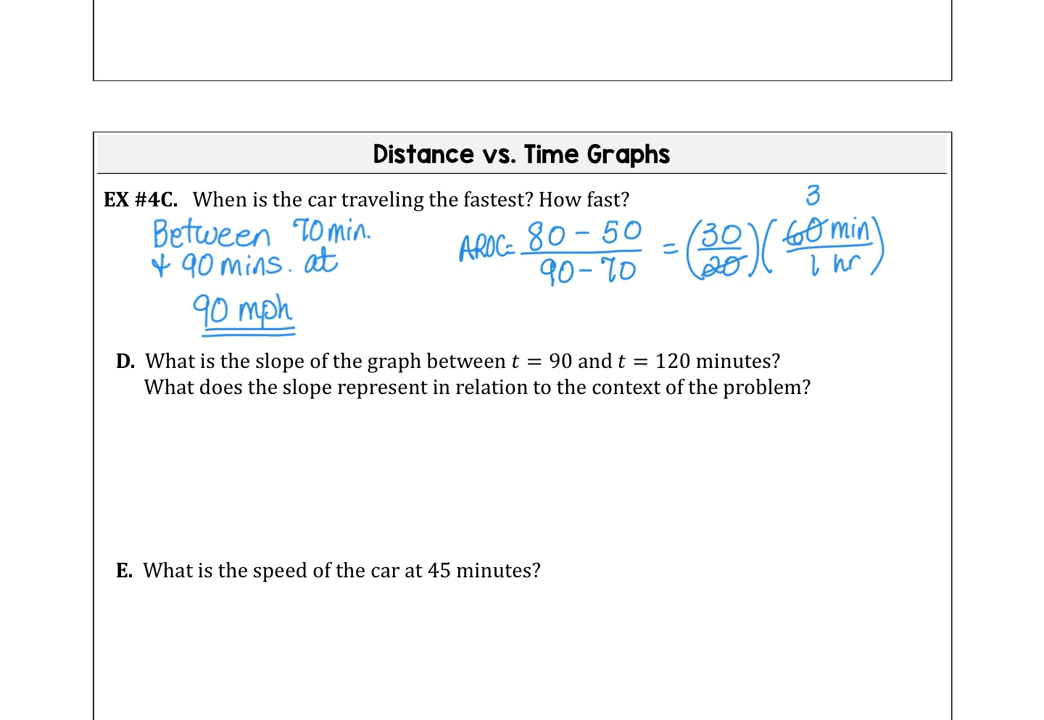 Distance vs. Time Graphs
EX #4C. When is the car traveling the fastest? How fast?
Between 70 min.
& 90 mins. at
90 mph
AROC = 80 - 50 / 90 - 70 = (30 / 20)(60 min / 1 hr)
3
D. What is the slope of the graph between t = 90 and t = 120 minutes?
What does the slope represent in relation to the context of the problem?
E. What is the speed of the car at 45 minutes?